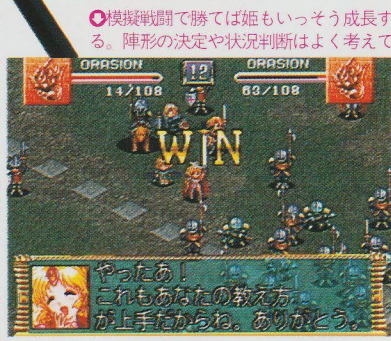 模擬戦闘で勝てば姫もいっそう成長す
る。陣形の決定や状況判断はよく考えて
ORASION
12
ORASION
14/108
63/108
WIN
やったあ!
これもあなたの教え方
が上手だからね。ありがとう。